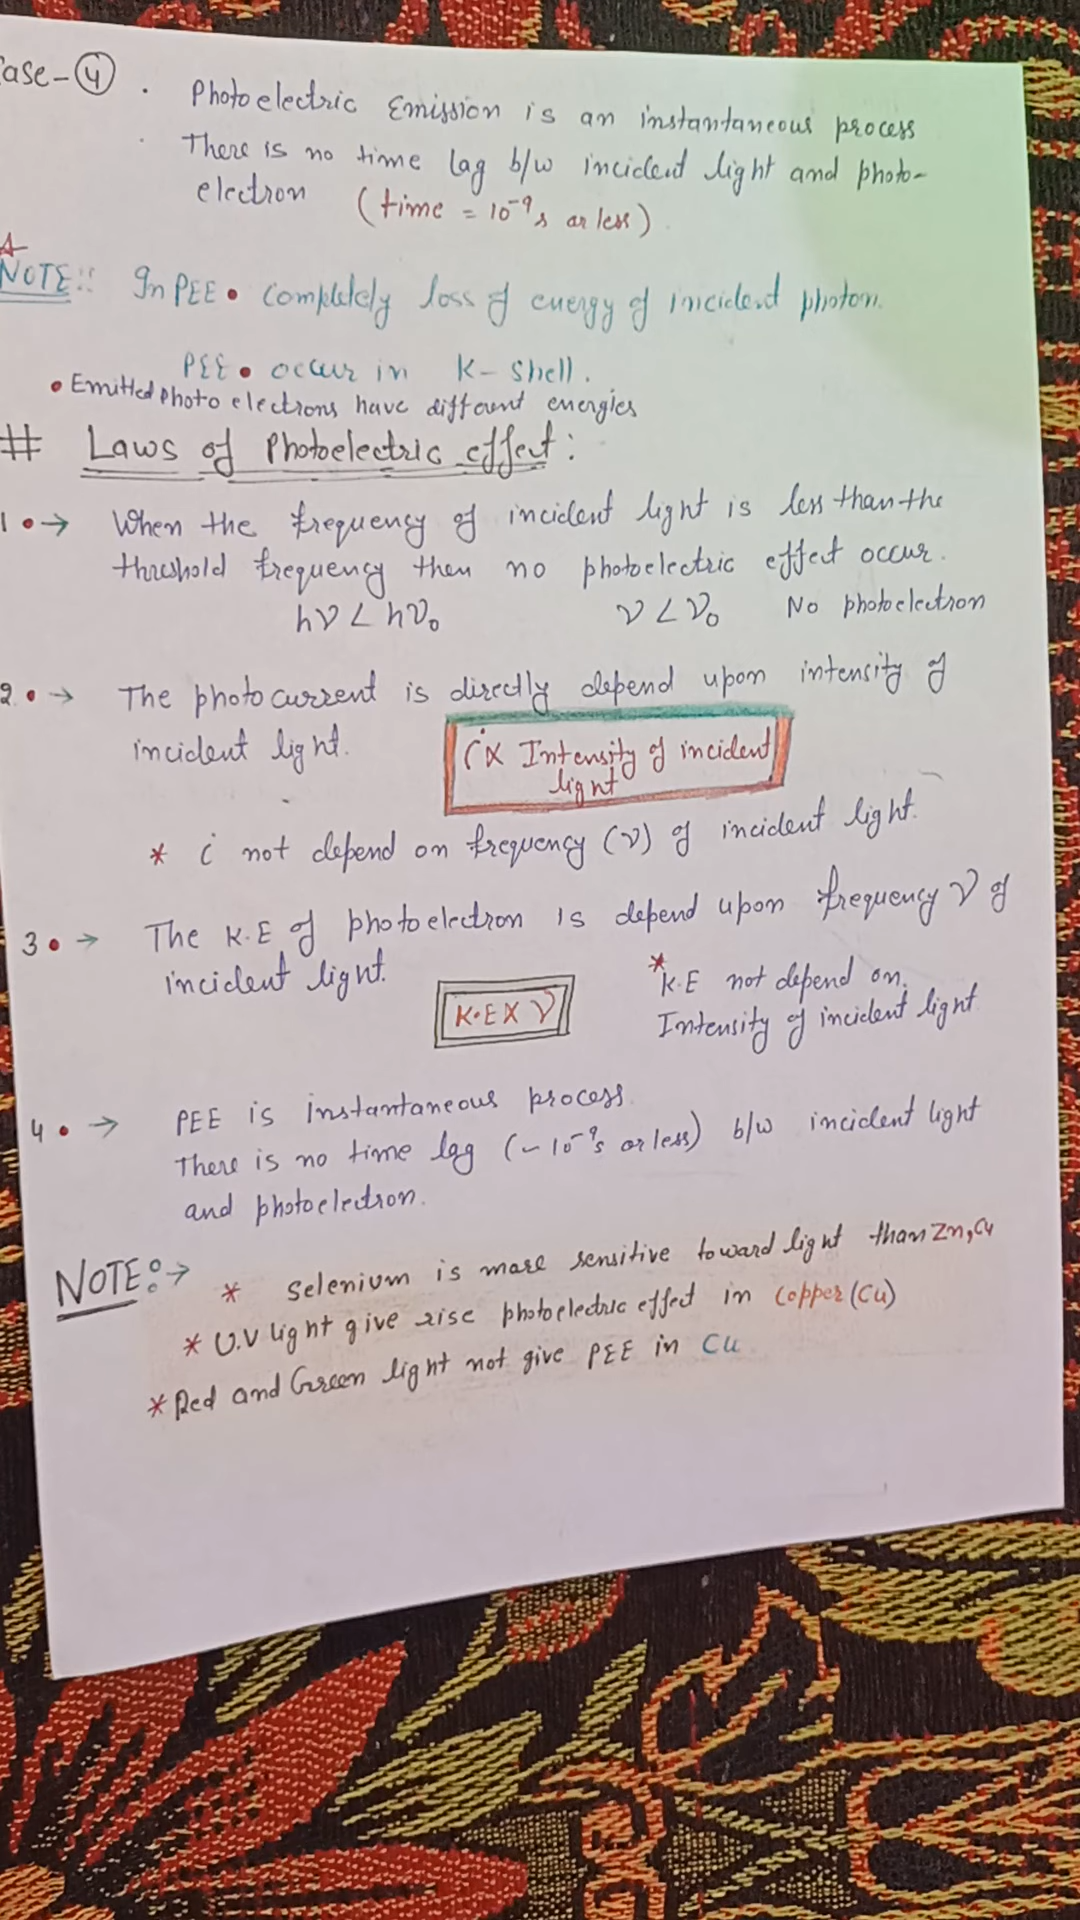 Case-④ . Photoelectric Emission is an instantaneous process
. There is no time lag b/w incident light and photo-
electron (time = 10⁻⁹s or less).
NOTE:: In PEE • Completely loss of energy of incident photon.
PEE • occur in K-shell.
• Emitted photo electrons have different energies
# Laws of Photoelectric effect:
1•→ When the frequency of incident light is less than the
threshold frequency then no photoelectric effect occur.
hν < hν₀ ν < ν₀ No photoelectron
2.•→ The photocurrent is directly depend upon intensity of
incident light.
i ∝ Intensity of incident
light
* i not depend on frequency (ν) of incident light.
3•→ The K.E of photoelectron is depend upon frequency ν of
incident light.
K.E ∝ ν
* K.E not depend on
Intensity of incident light
4•→ PEE is instantaneous process.
There is no time lag (~10⁻⁹s or less) b/w incident light
and photoelectron.
NOTE:→ * Selenium is more sensitive toward light than Zn, Cu
* U.V light give rise photoelectric effect in Copper (Cu)
* Red and Green light not give PEE in Cu